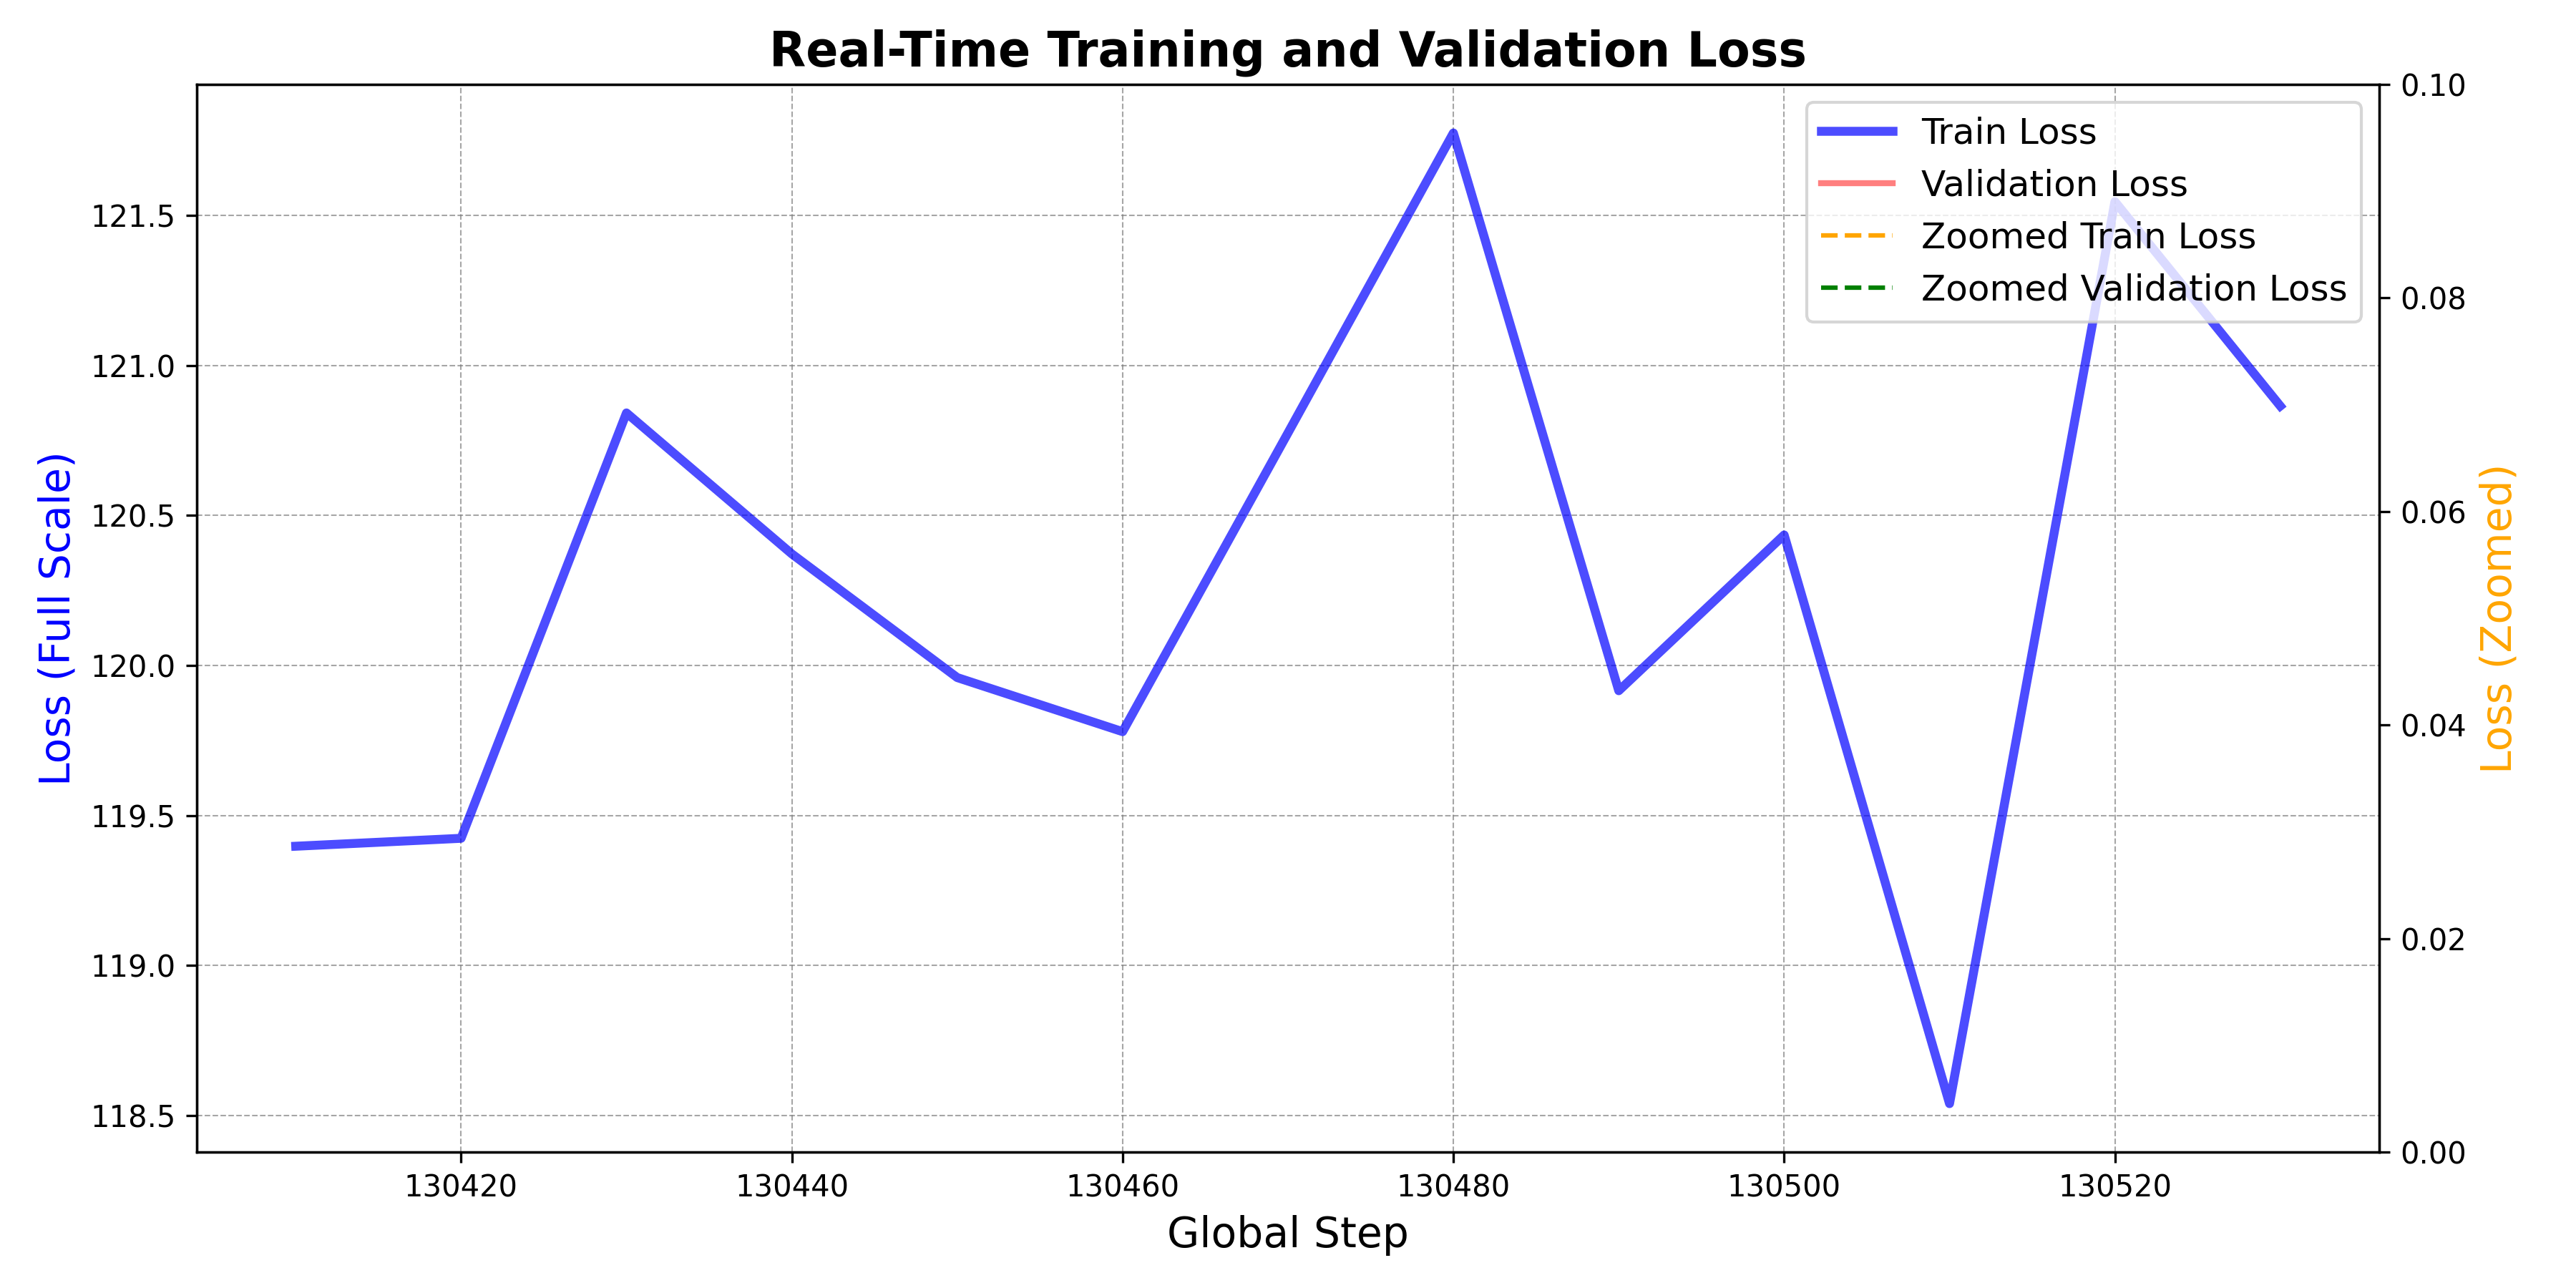 Real-Time Training and Validation Loss
Train Loss
Validation Loss
Zoomed Train Loss
Zoomed Validation Loss
Loss (Full Scale)
121.5
121.0
120.5
120.0
119.5
119.0
118.5
0.10
0.08
0.06
0.04
0.02
0.00
Loss (Zoomed)
130420 130440 130460 130480 130500 130520
Global Step